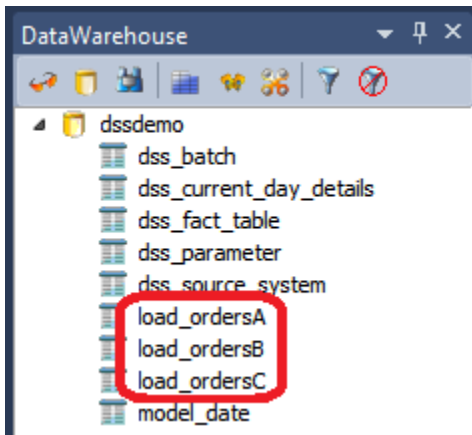 DataWarehouse
dssdemo
dss_batch
dss_current_day_details
dss_fact_table
dss_parameter
dss_source_system
load_ordersA
load_ordersB
load_ordersC
model_date